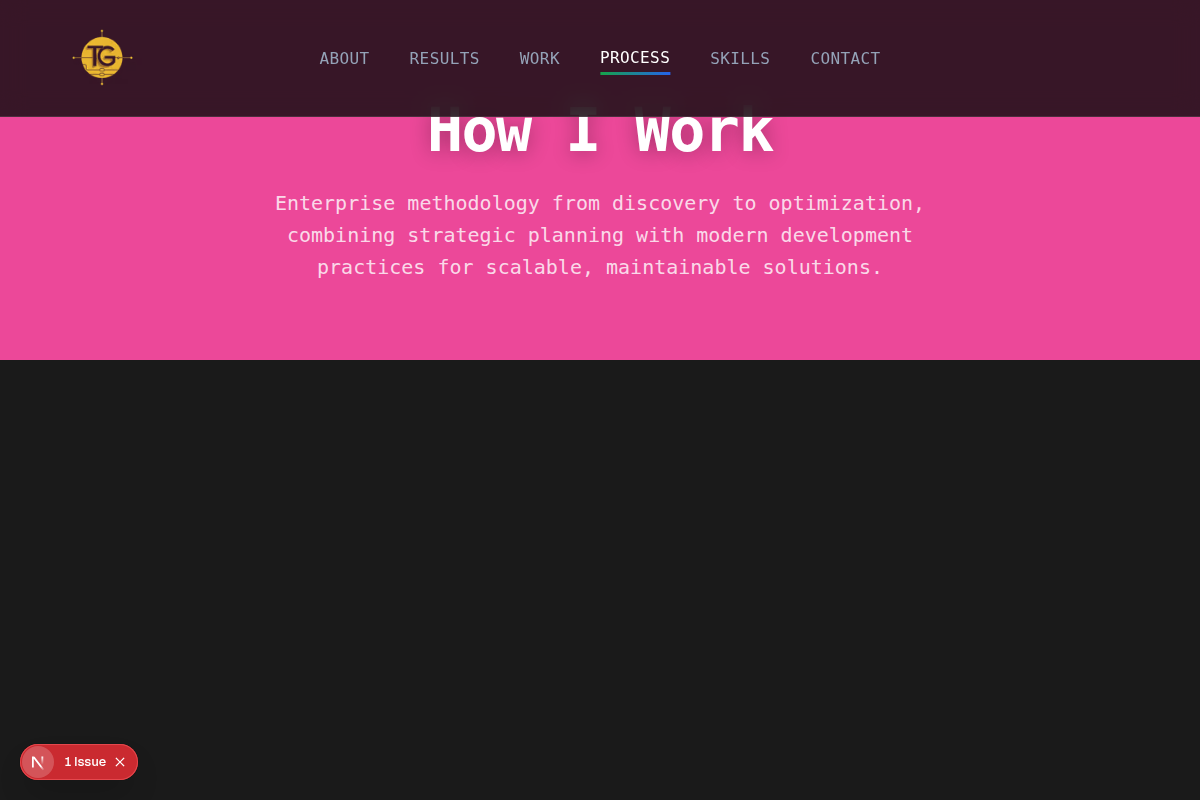 TG
ABOUT RESULTS WORK PROCESS SKILLS CONTACT
How I Work
Enterprise methodology from discovery to optimization,
combining strategic planning with modern development
practices for scalable, maintainable solutions.
N 1 Issue